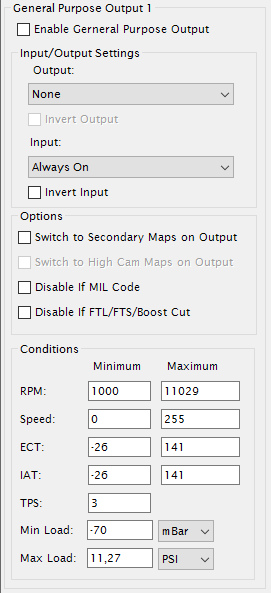 General Purpose Output 1
Enable Gerneral Purpose Output
Input/Output Settings
Output:
None
Invert Output
Input:
Always On
Invert Input
Options
Switch to Secondary Maps on Output
Switch to High Cam Maps on Output
Disable If MIL Code
Disable If FTL/FTS/Boost Cut
Conditions
Minimum Maximum
RPM: 1000 11029
Speed: 0 255
ECT: -26 141
IAT: -26 141
TPS: 3
Min Load: -70 mBar
Max Load: 11,27 PSI